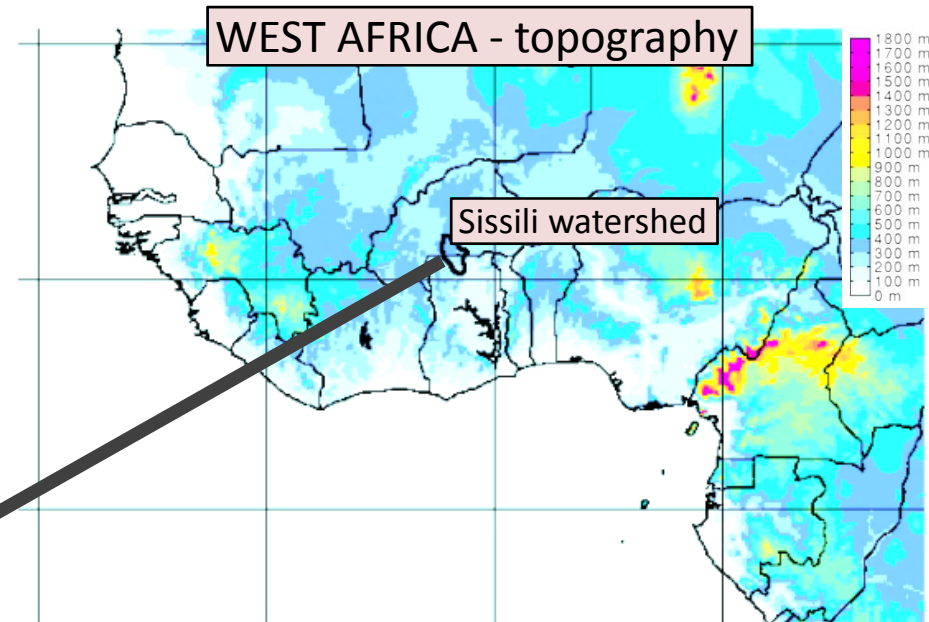 WEST AFRICA - topography
1800 m
1700 m
1600 m
1500 m
1400 m
1300 m
1200 m
1100 m
1000 m
900 m
800 m
700 m
600 m
500 m
400 m
300 m
200 m
100 m
0 m
Sissili watershed